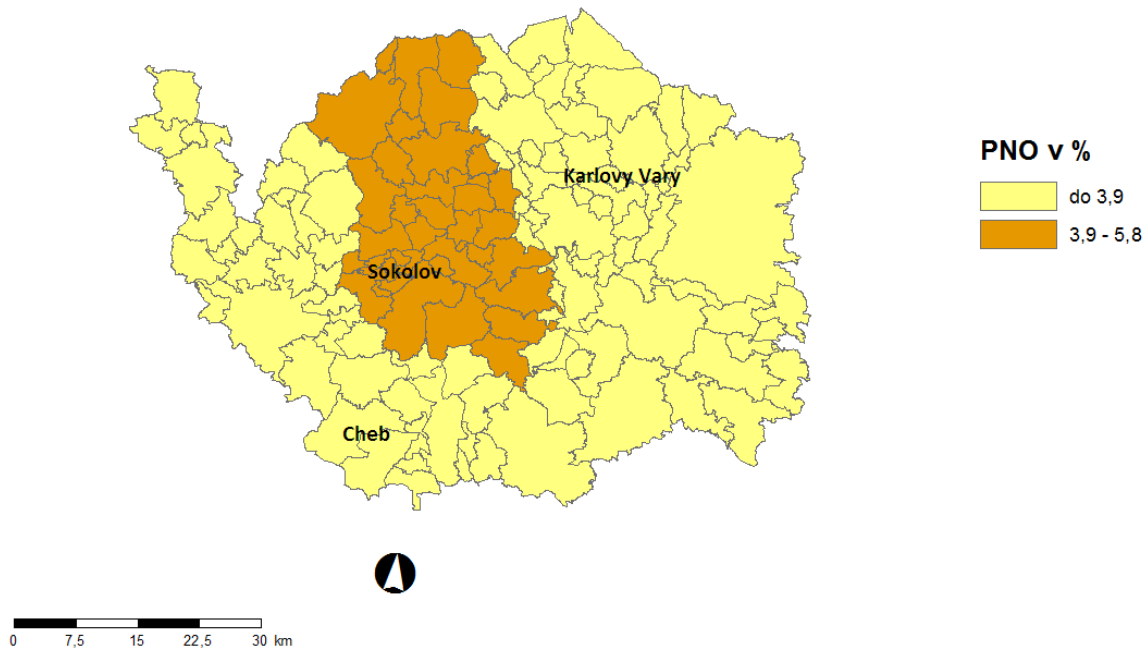 PNO v %
do 3,9
3,9 - 5,8
Karlovy Vary
Sokolov
Cheb
0 7,5 15 22,5 30 km